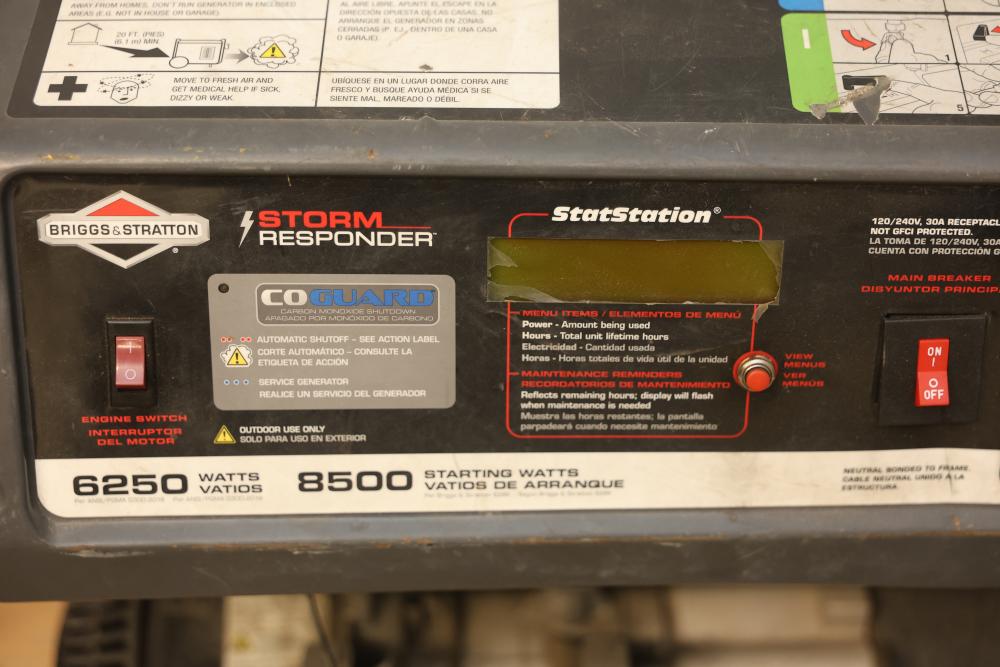 AWAY FROM HOMES, DON'T RUN GENERATOR IN ENCLOSED
AREAS (E.G. NOT IN HOUSE OR GARAGE).
20 FT. (PIES)
(6.1 m) MIN
MOVE TO FRESH AIR AND
GET MEDICAL HELP IF SICK,
DIZZY OR WEAK.
AL AIRE LIBRE, APUNTE EL ESCAPE EN LA
DIRECCIÓN OPUESTA DE LAS CASAS, NO
ARRANQUE EL GENERADOR EN ZONAS
CERRADAS (P. EJ., DENTRO DE UNA CASA
O GARAJE).
UBÍQUESE EN UN LUGAR DONDE CORRA AIRE
FRESCO Y BUSQUE AYUDA MÉDICA SI SE
SIENTE MAL, MAREADO O DÉBIL.
I
1
5
BRIGGS & STRATTON®
STORM
RESPONDER™
COGUARD
CARBON MONOXIDE SHUTDOWN
APAGADO POR MONÓXIDO DE CARBONO
AUTOMATIC SHUTOFF – SEE ACTION LABEL
CORTE AUTOMÁTICO – CONSULTE LA
ETIQUETA DE ACCIÓN
SERVICE GENERATOR
REALICE UN SERVICIO DEL GENERADOR
OUTDOOR USE ONLY
SOLO PARA USO EN EXTERIOR
ENGINE SWITCH
INTERRUPTOR
DEL MOTOR
StatStation®
MENU ITEMS / ELEMENTOS DE MENÚ
Power - Amount being used
Hours - Total unit lifetime hours
Electricidad - Cantidad usada
Horas - Horas totales de vida útil de la unidad
MAINTENANCE REMINDERS
RECORDATORIOS DE MANTENIMIENTO
Reflects remaining hours; display will flash
when maintenance is needed
Muestra las horas restantes; la pantalla
parpadeará cuando necesite mantenimiento
VIEW
MENUS
VER
MENÚS
120/240V, 30A RECEPTACL
NOT GFCI PROTECTED.
LA TOMA DE 120/240V, 30A
CUENTA CON PROTECCIÓN G
MAIN BREAKER
DISYUNTOR PRINCIPA
ON
I
O
OFF
6250 WATTS
VATIOS
8500 STARTING WATTS
VATIOS DE ARRANQUE
NEUTRAL BONDED TO FRAME.
CABLE NEUTRAL UNIDO A LA
ESTRUCTURA.